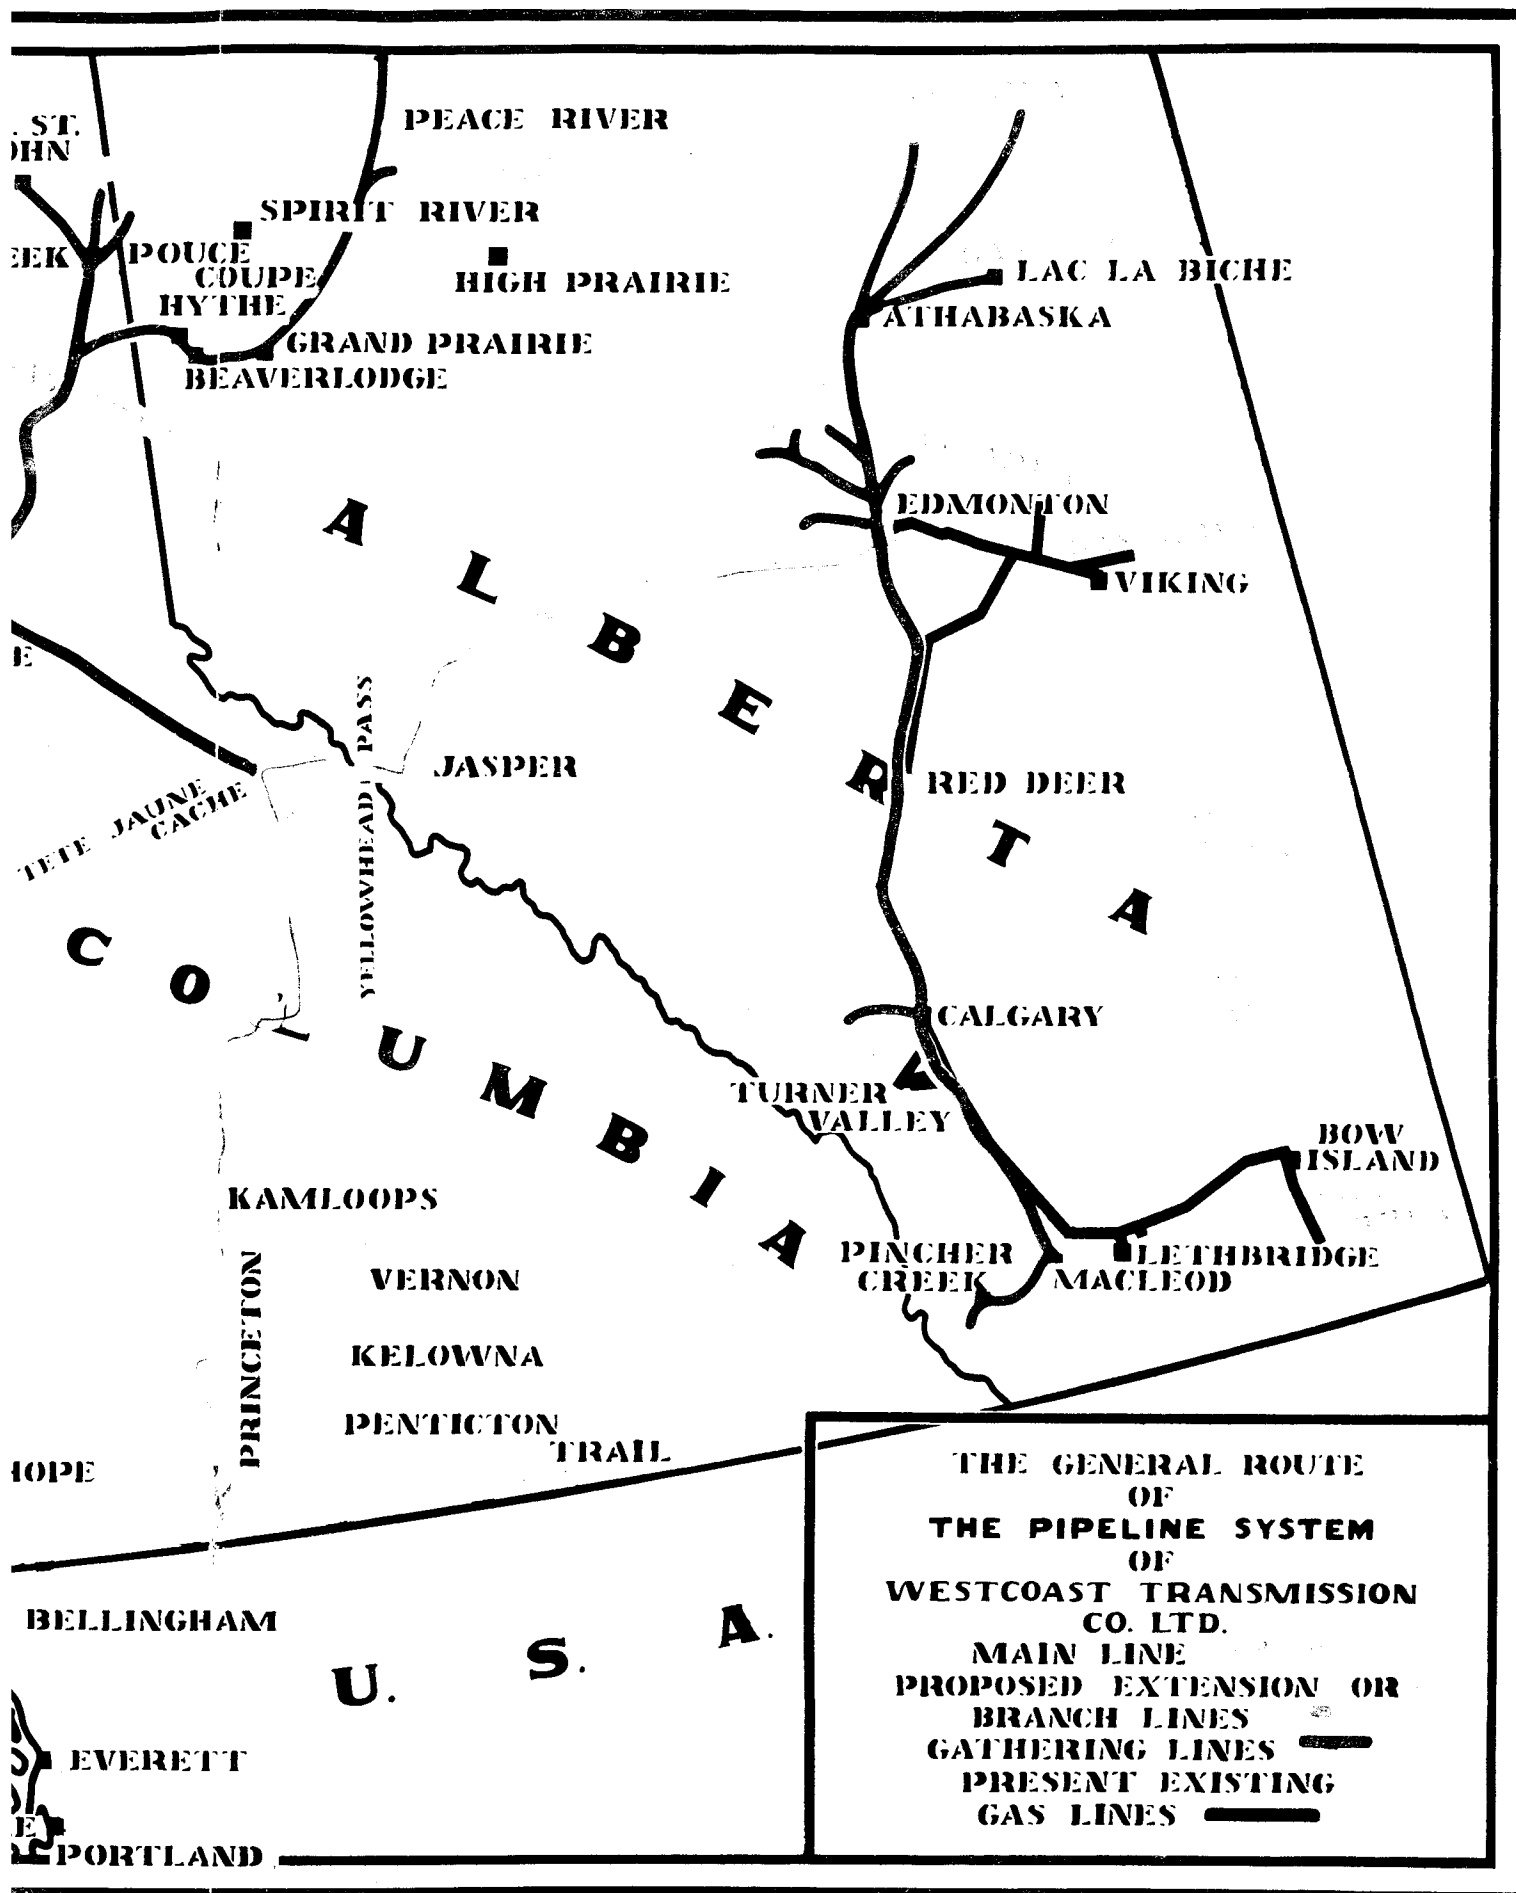 ST.
PEACE RIVER
SPIRIT RIVER
POUCE
COUPE
HYTHE
HIGH PRAIRIE
LAC LA BICHE
ATHABASKA
GRAND PRAIRIE
BEAVERLODGE
EDMONTON
VIKING
ALBERTA
YELLOWHEAD PASS
JASPER
RED DEER
TETE JAUNE
CACHE
COLUMBIA
CALGARY
TURNER
VALLEY
BOW
ISLAND
KAMLOOPS
PINCHER
CREEK
LETHBRIDGE
MACLEOD
VERNON
PRINCETON
KELOWNA
PENTICTON
TRAIL
HOPE
BELLINGHAM
U. S. A.
EVERETT
PORTLAND
THE GENERAL ROUTE
OF
THE PIPELINE SYSTEM
OF
WESTCOAST TRANSMISSION
CO. LTD.
MAIN LINE
PROPOSED EXTENSION OR
BRANCH LINES
GATHERING LINES
PRESENT EXISTING
GAS LINES